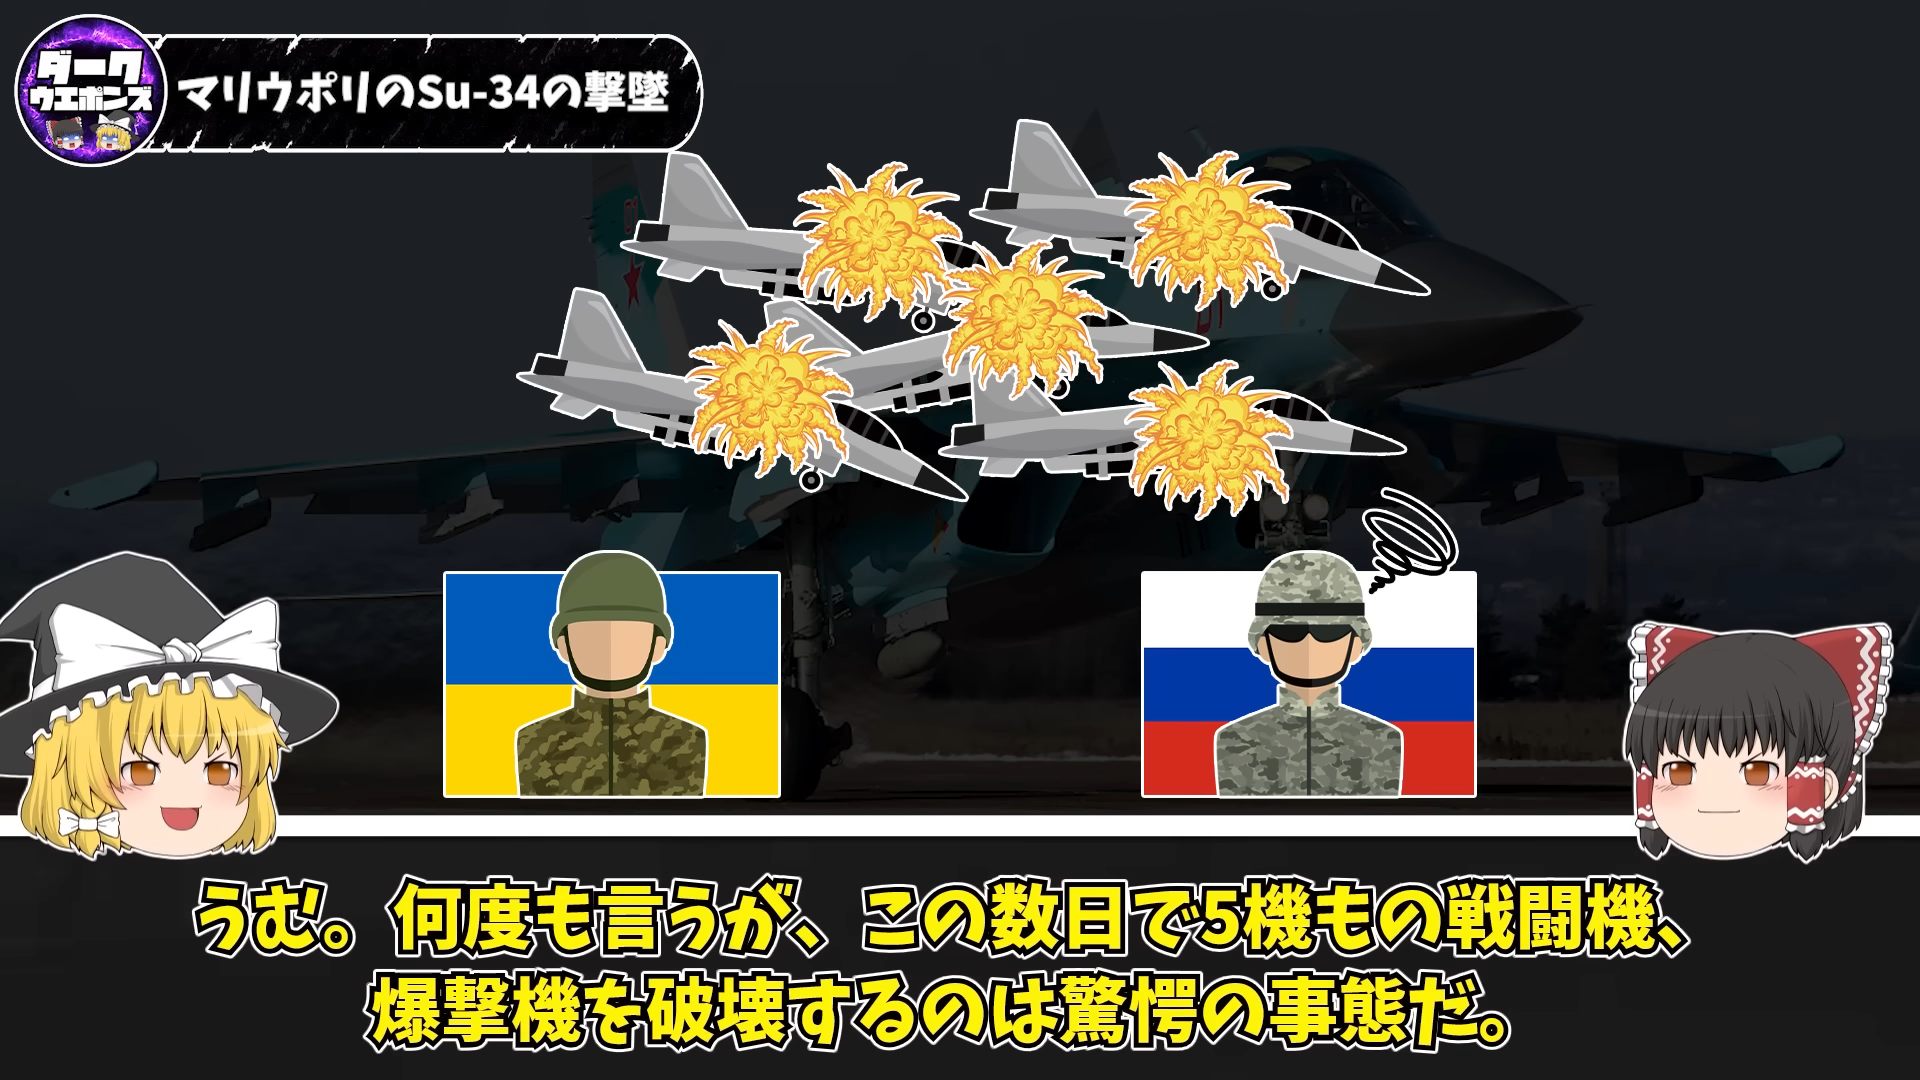 ダーク
ウエポンズ
マリウポリのSu-34の撃墜
01
01
うむ。何度も言うが、この数日で5機もの戦闘機、
爆撃機を破壊するのは驚愕の事態だ。